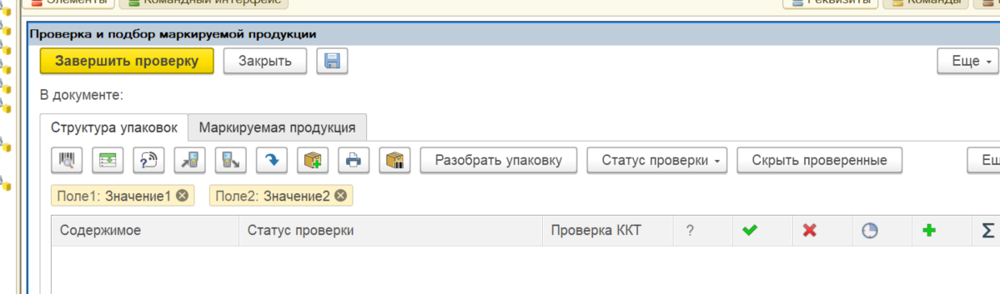 Элементы Командный интерфейс Реквизиты Команды
Проверка и подбор маркируемой продукции
Завершить проверку Закрыть Еще
В документе:
Структура упаковок Маркируемая продукция
Разобрать упаковку Статус проверки Скрыть проверенные Ещ
Поле1: Значение1 Поле2: Значение2
Содержимое Статус проверки Проверка ККТ ? Σ